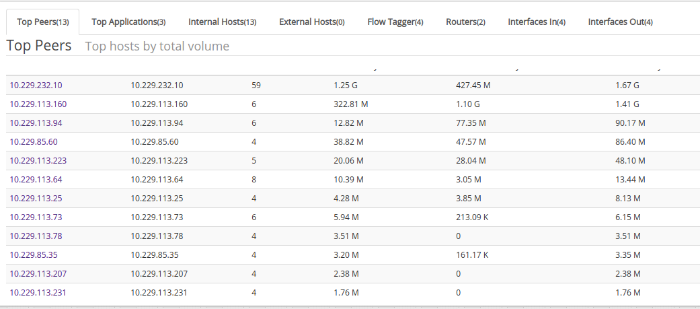 Top Peers(13) Top Applications(3) Internal Hosts(13) External Hosts(0) Flow Tagger(4) Routers(2) Interfaces In(4) Interfaces Out(4)
Top Peers Top hosts by total volume
10.229.232.10 10.229.232.10 59 1.25 G 427.45 M 1.67 G
10.229.113.160 10.229.113.160 6 322.81 M 1.10 G 1.41 G
10.229.113.94 10.229.113.94 6 12.82 M 77.35 M 90.17 M
10.229.85.60 10.229.85.60 4 38.82 M 47.57 M 86.40 M
10.229.113.223 10.229.113.223 5 20.06 M 28.04 M 48.10 M
10.229.113.64 10.229.113.64 8 10.39 M 3.05 M 13.44 M
10.229.113.25 10.229.113.25 4 4.28 M 3.85 M 8.13 M
10.229.113.73 10.229.113.73 6 5.94 M 213.09 K 6.15 M
10.229.113.78 10.229.113.78 4 3.51 M 0 3.51 M
10.229.85.35 10.229.85.35 4 3.20 M 161.17 K 3.35 M
10.229.113.207 10.229.113.207 4 2.38 M 0 2.38 M
10.229.113.231 10.229.113.231 4 1.76 M 0 1.76 M